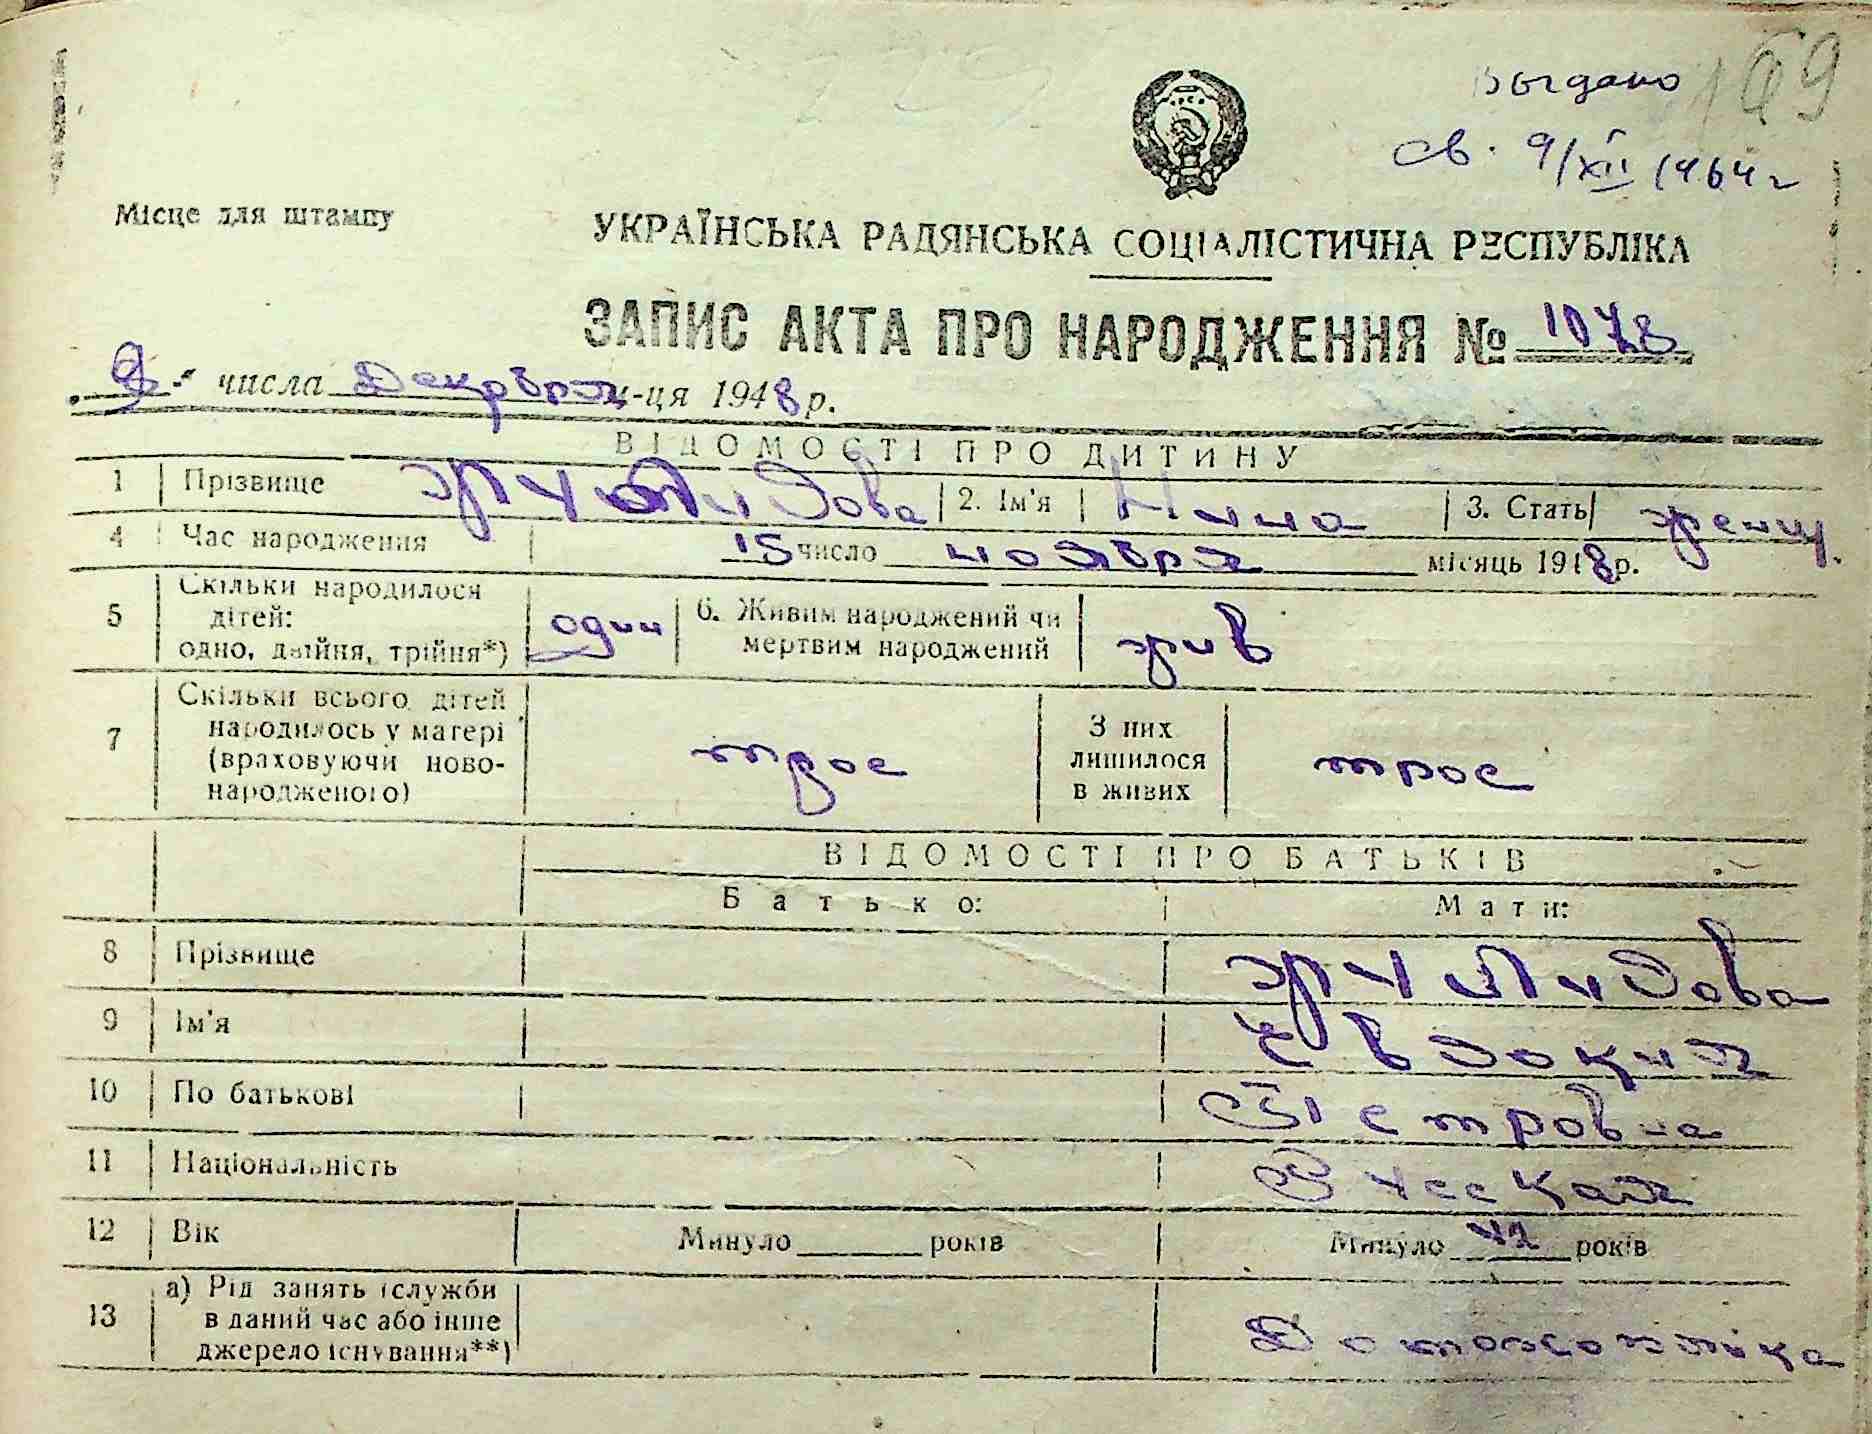 Выдано
169
св. 9/XII 1964 г
Місце для штампу
УКРАЇНСЬКА РАДЯНСЬКА СОЦІАЛІСТИЧНА РЕСПУБЛІКА
ЗАПИС АКТА ПРО НАРОДЖЕННЯ № 1078
9 числа Декабря м-ця 1948 р.
ВІДОМОСТІ ПРО ДИТИНУ
1 Прізвище 2. Ім'я Нина 3. Стать женщ.
4 Час народження 15 число ноября місяць 1948 р.
5 Скільки народилося дітей: одно, двійня, трійня*) один 6. Живим народжений чи мертвим народжений жив
7 Скільки всього дітей народилось у матері (враховуючи новонародженого) трое З них лишилося в живих трое
ВІДОМОСТІ ПРО БАТЬКІВ
Батько: Мати:
8 Прізвище
9 Ім'я Евдокия
10 По батькові Петровна
11 Національність Русская
12 Вік Минуло ______ років Минуло 42 років
13 а) Рід занять (служби в даний час або інше джерело існування**) Домохозяйка